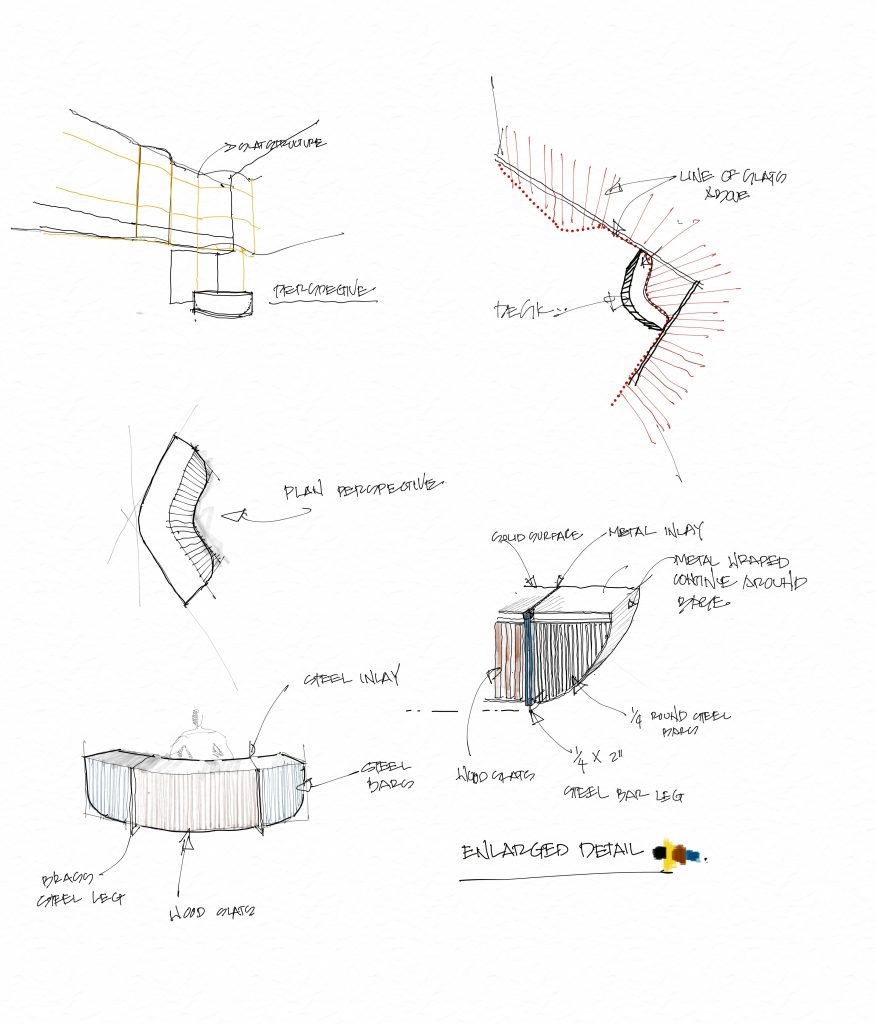 SLAT STRUCTURE
LINE OF SLATS
ABOVE
PERSPECTIVE
DESK...
PLAN PERSPECTIVE
SOLID SURFACE
METAL INLAY
METAL WRAPED
CONTINUE AROUND
BASE
STEEL INLAY
1/4 ROUND STEEL
BARS
STEEL
BARS
WOOD SLATS
1/4 X 2"
STEEL BAR LEG
ENLARGED DETAIL
BRASS
STEEL LEG
WOOD SLATS